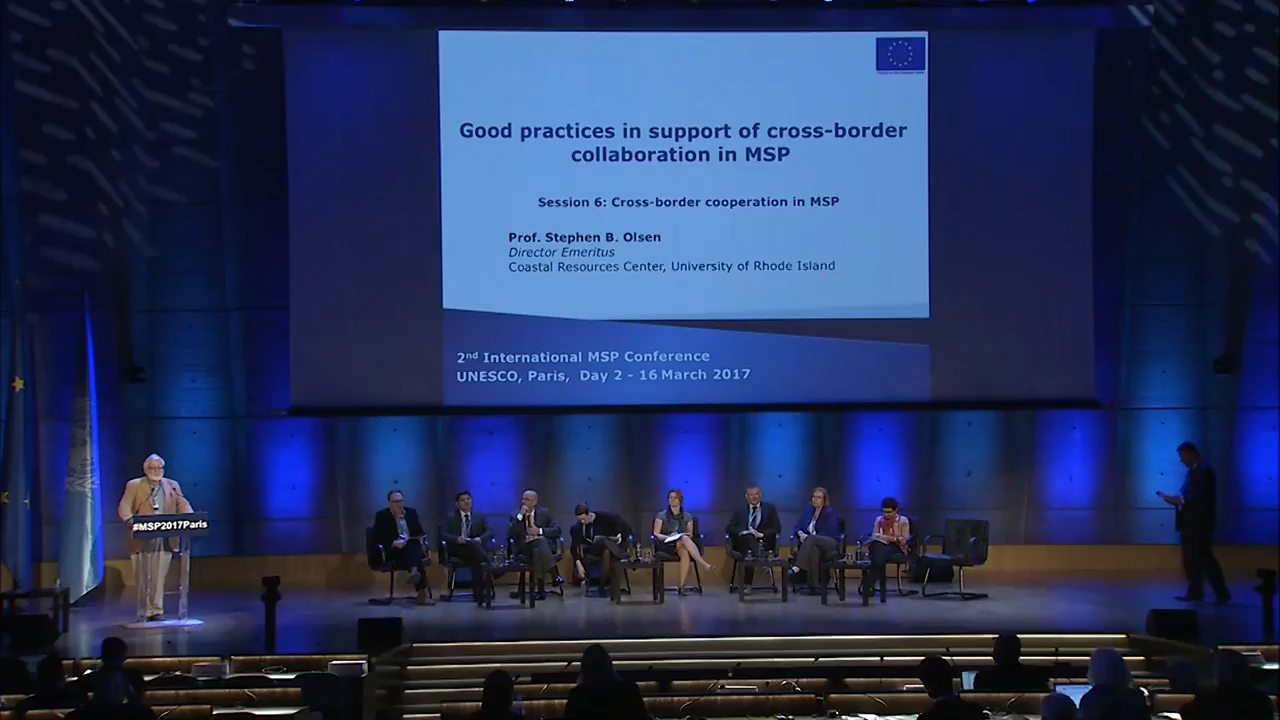 Good practices in support of cross-border
collaboration in MSP
Session 6: Cross-border cooperation in MSP
Prof. Stephen B. Olsen
Director Emeritus
Coastal Resources Center, University of Rhode Island
2nd International MSP Conference
UNESCO, Paris, Day 2 - 16 March 2017
#MSP2017Paris